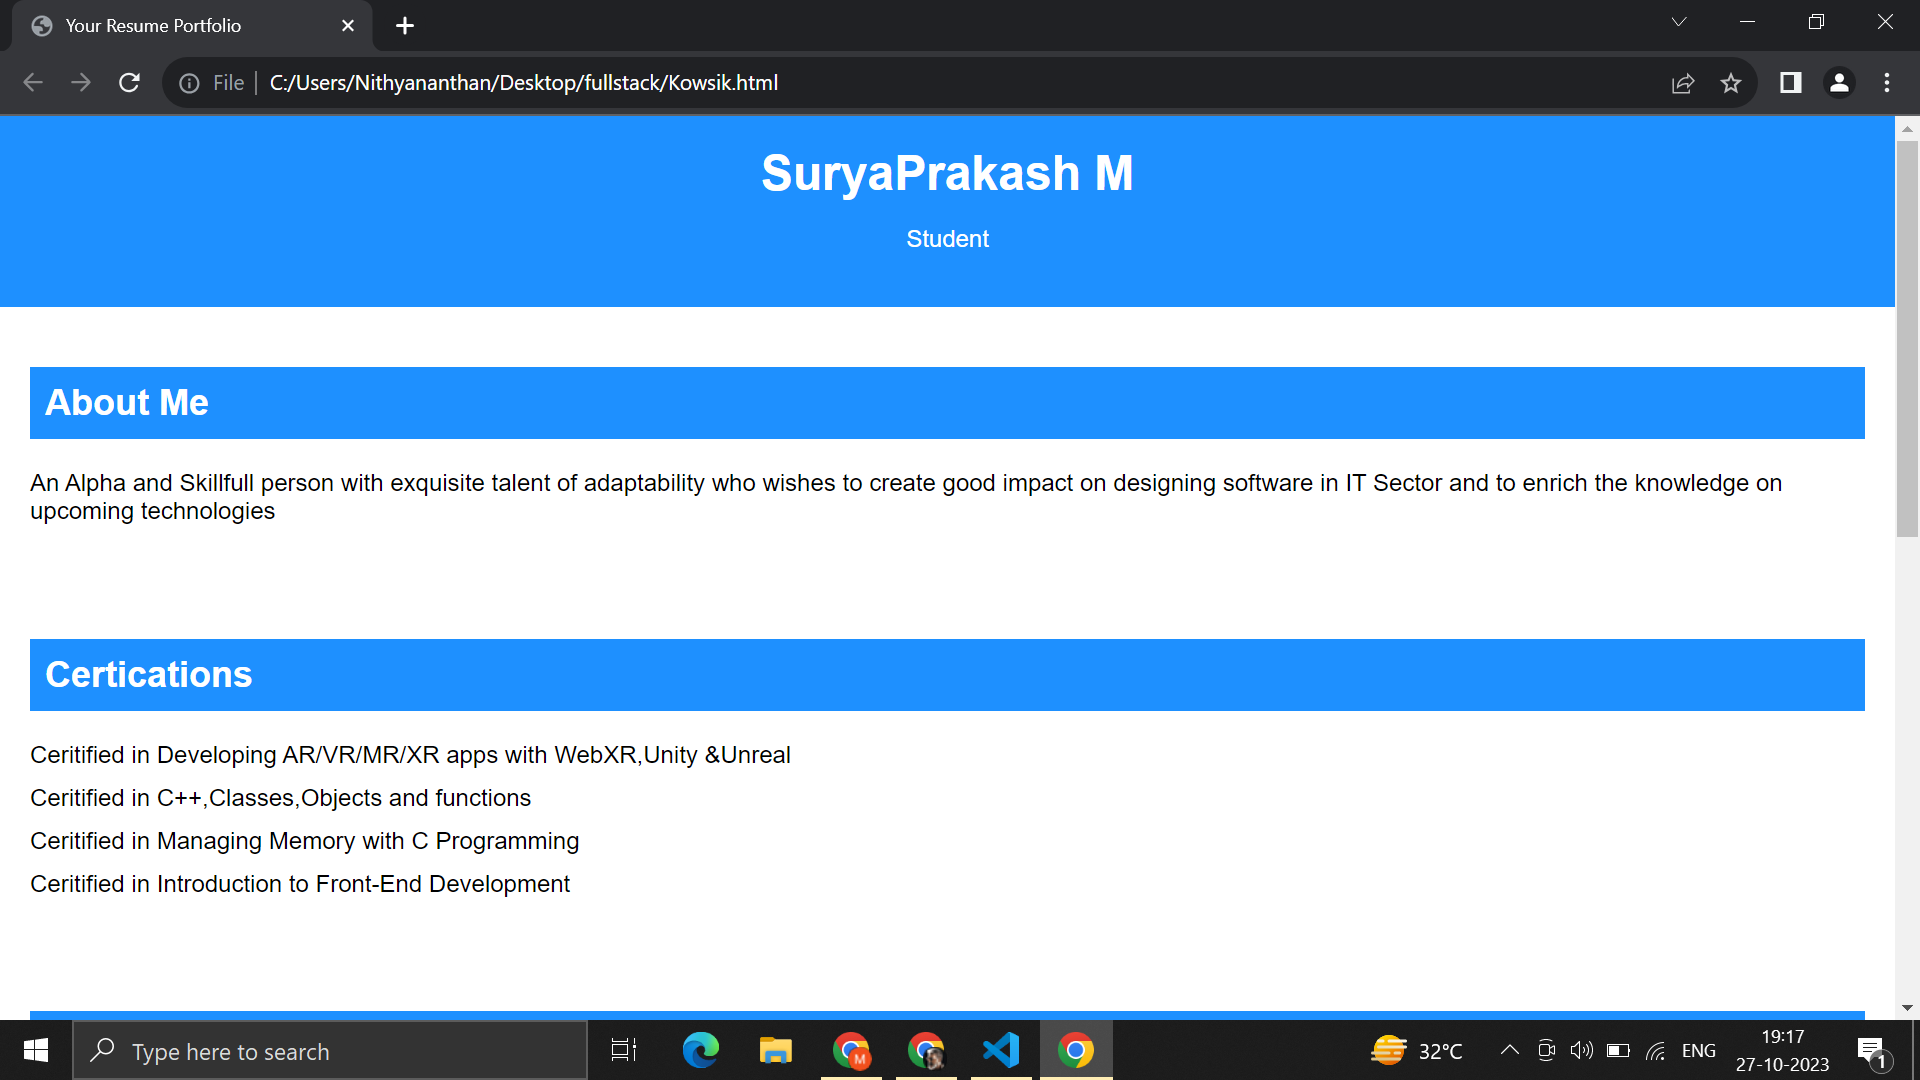 Your Resume Portfolio
File
C:/Users/Nithyananthan/Desktop/fullstack/Kowsik.html
SuryaPrakash M
Student
About Me
An Alpha and Skillfull person with exquisite talent of adaptability who wishes to create good impact on designing software in IT Sector and to enrich the knowledge on
upcoming technologies
Certications
Ceritified in Developing AR/VR/MR/XR apps with WebXR,Unity &Unreal
Ceritified in C++,Classes,Objects and functions
Ceritified in Managing Memory with C Programming
Ceritified in Introduction to Front-End Development
Type here to search
M
32°C
ENG
19:17
27-10-2023
1